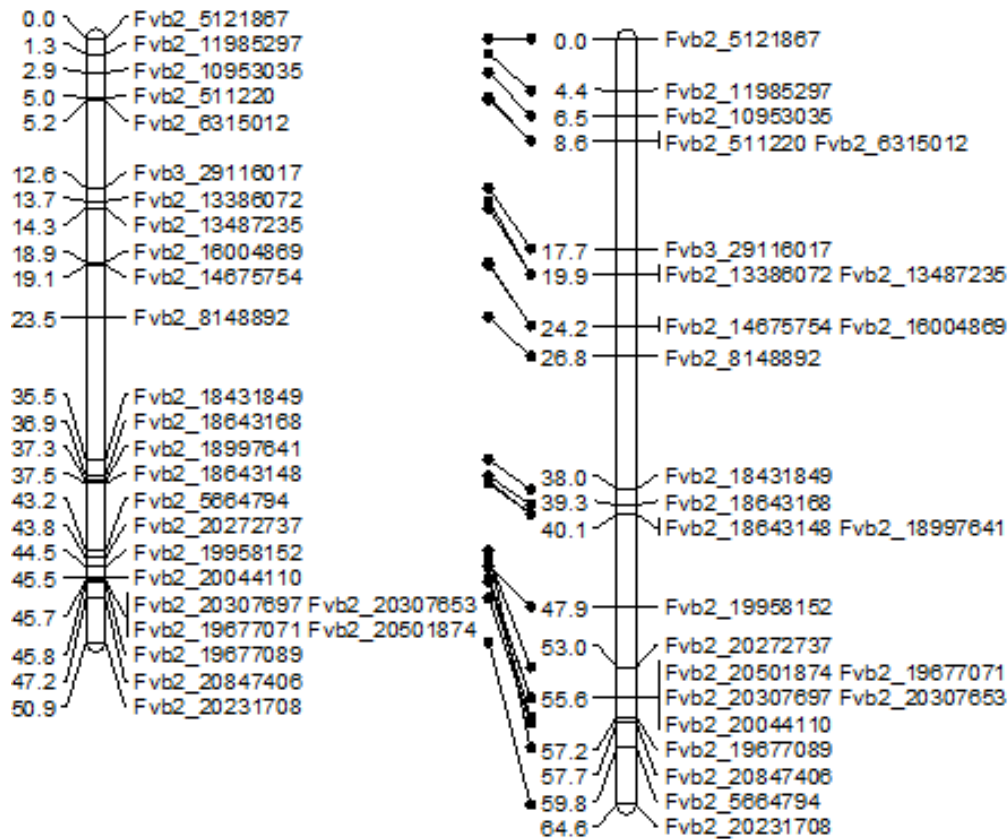 0.0 Fvb2_5121867
1.3 Fvb2_11985297
2.9 Fvb2_10953035
5.0 Fvb2_511220
5.2 Fvb2_6315012
12.6 Fvb3_29116017
13.7 Fvb2_13386072
14.3 Fvb2_13487235
18.9 Fvb2_16004869
19.1 Fvb2_14675754
23.5 Fvb2_8148892
35.5 Fvb2_18431849
36.9 Fvb2_18643168
37.3 Fvb2_18997641
37.5 Fvb2_18643148
43.2 Fvb2_5664794
43.8 Fvb2_20272737
44.5 Fvb2_19958152
45.5 Fvb2_20044110
45.7 Fvb2_20307697 Fvb2_20307653
Fvb2_19677071 Fvb2_20501874
45.8 Fvb2_19677089
47.2 Fvb2_20847406
50.9 Fvb2_20231708
0.0 Fvb2_5121867
4.4 Fvb2_11985297
6.5 Fvb2_10953035
8.6 Fvb2_511220 Fvb2_6315012
17.7 Fvb3_29116017
19.9 Fvb2_13386072 Fvb2_13487235
24.2 Fvb2_14675754 Fvb2_16004869
26.8 Fvb2_8148892
38.0 Fvb2_18431849
39.3 Fvb2_18643168
40.1 Fvb2_18643148 Fvb2_18997641
47.9 Fvb2_19958152
53.0 Fvb2_20272737
Fvb2_20501874 Fvb2_19677071
55.6 Fvb2_20307697 Fvb2_20307653
Fvb2_20044110
57.2 Fvb2_19677089
57.7 Fvb2_20847406
59.8 Fvb2_5664794
64.6 Fvb2_20231708